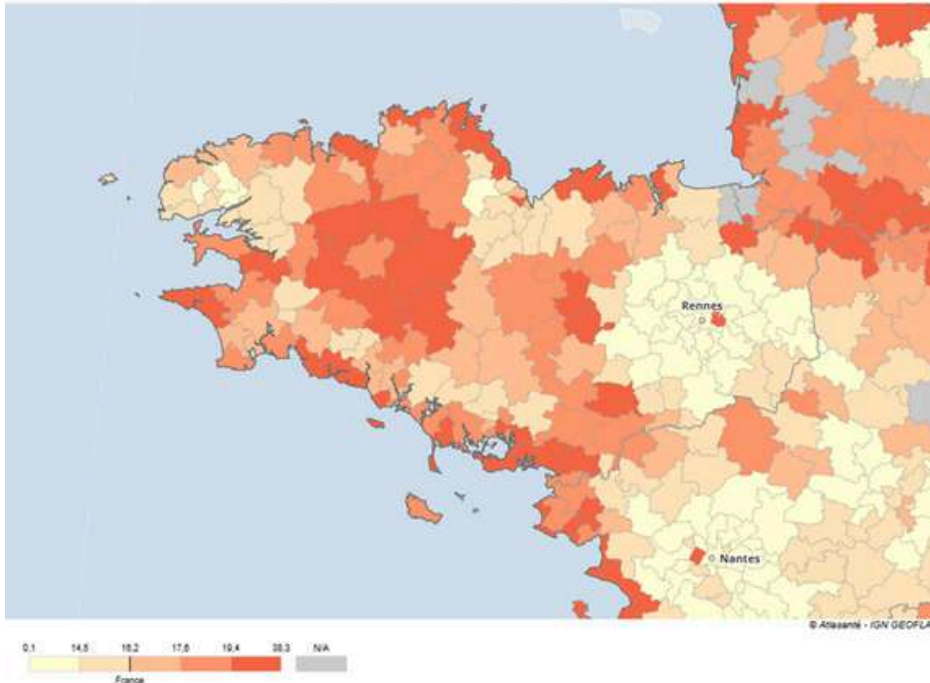 Rennes
Nantes
© Atlasanté - IGN GEOFLA
0,1 14,5 16,2 17,6 19,4 38,3 N/A
France